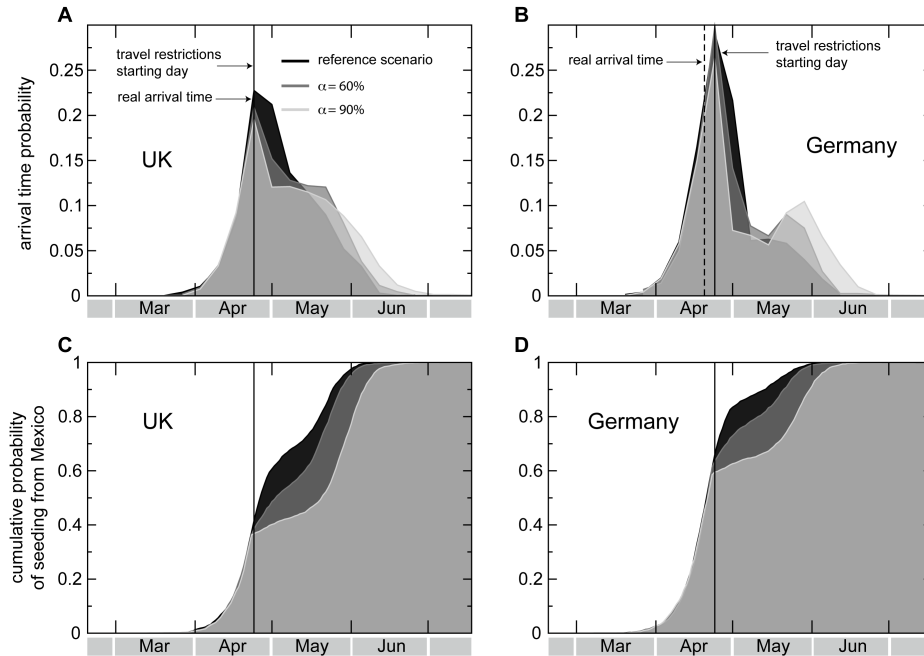 A
travel restrictions
starting day
real arrival time
reference scenario
α= 60%
α= 90%
UK
arrival time probability
0.25
0.2
0.15
0.1
0.05
0
Mar Apr May Jun
B
real arrival time
travel restrictions
starting day
Germany
0.25
0.2
0.15
0.1
0.05
0
Mar Apr May Jun
C
UK
cumulative probability
of seeding from Mexico
1
0.8
0.6
0.4
0.2
0
Mar Apr May Jun
D
Germany
1
0.8
0.6
0.4
0.2
0
Mar Apr May Jun